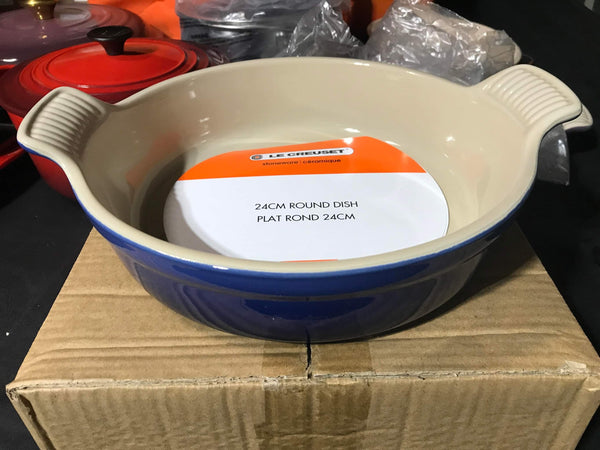 LE CREUSET
stoneware · céramique
24CM ROUND DISH
PLAT ROND 24CM